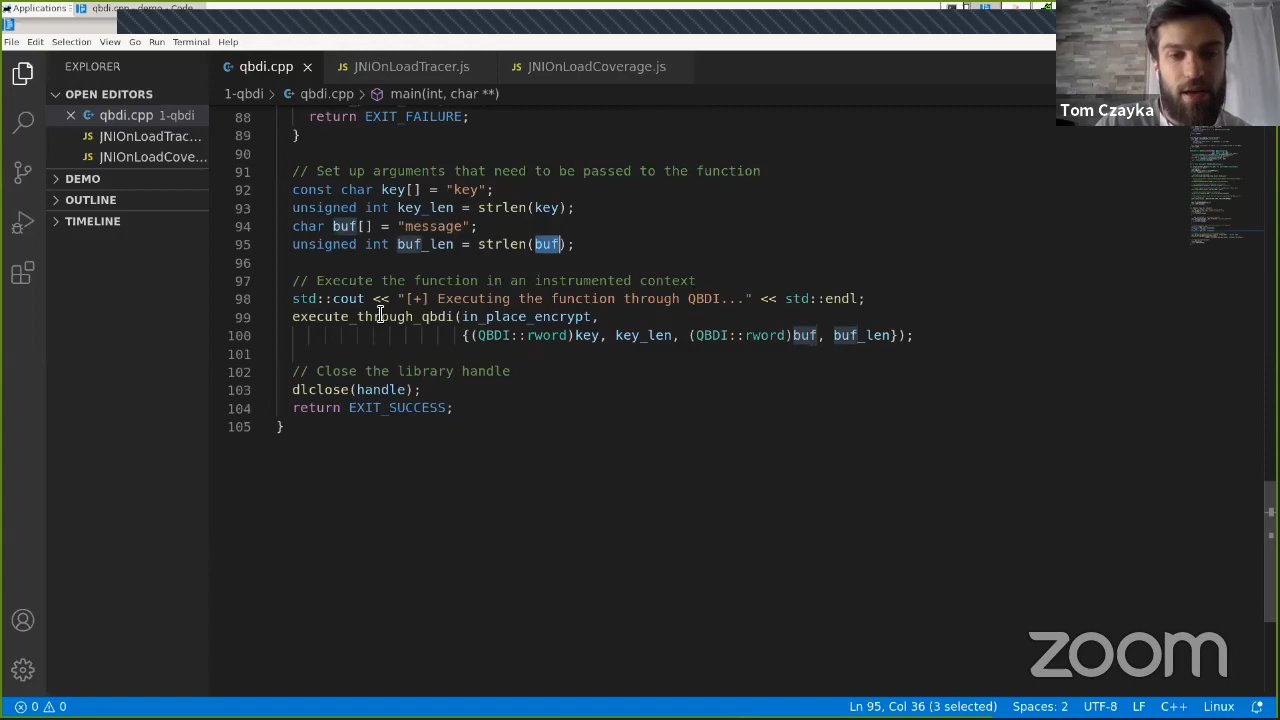 Applications qbdi.cpp - demo - Code
File Edit Selection View Go Run Terminal Help
Tom Czayka
EXPLORER
OPEN EDITORS
qbdi.cpp 1-qbdi
JNIOnLoadTrac...
JNIOnLoadCove...
DEMO
OUTLINE
TIMELINE
qbdi.cpp JNIOnLoadTracer.js JNIOnLoadCoverage.js
1-qbdi > qbdi.cpp > main(int, char **)
88 return EXIT_FAILURE;
89 }
90
91 // Set up arguments that need to be passed to the function
92 const char key[] = "key";
93 unsigned int key_len = strlen(key);
94 char buf[] = "message";
95 unsigned int buf_len = strlen(buf);
96
97 // Execute the function in an instrumented context
98 std::cout << "[+] Executing the function through QBDI..." << std::endl;
99 execute_through_qbdi(in_place_encrypt,
100 {(QBDI::rword)key, key_len, (QBDI::rword)buf, buf_len});
101
102 // Close the library handle
103 dlclose(handle);
104 return EXIT_SUCCESS;
105 }
zoom
0 0 Ln 95, Col 36 (3 selected) Spaces: 2 UTF-8 LF C++ Linux